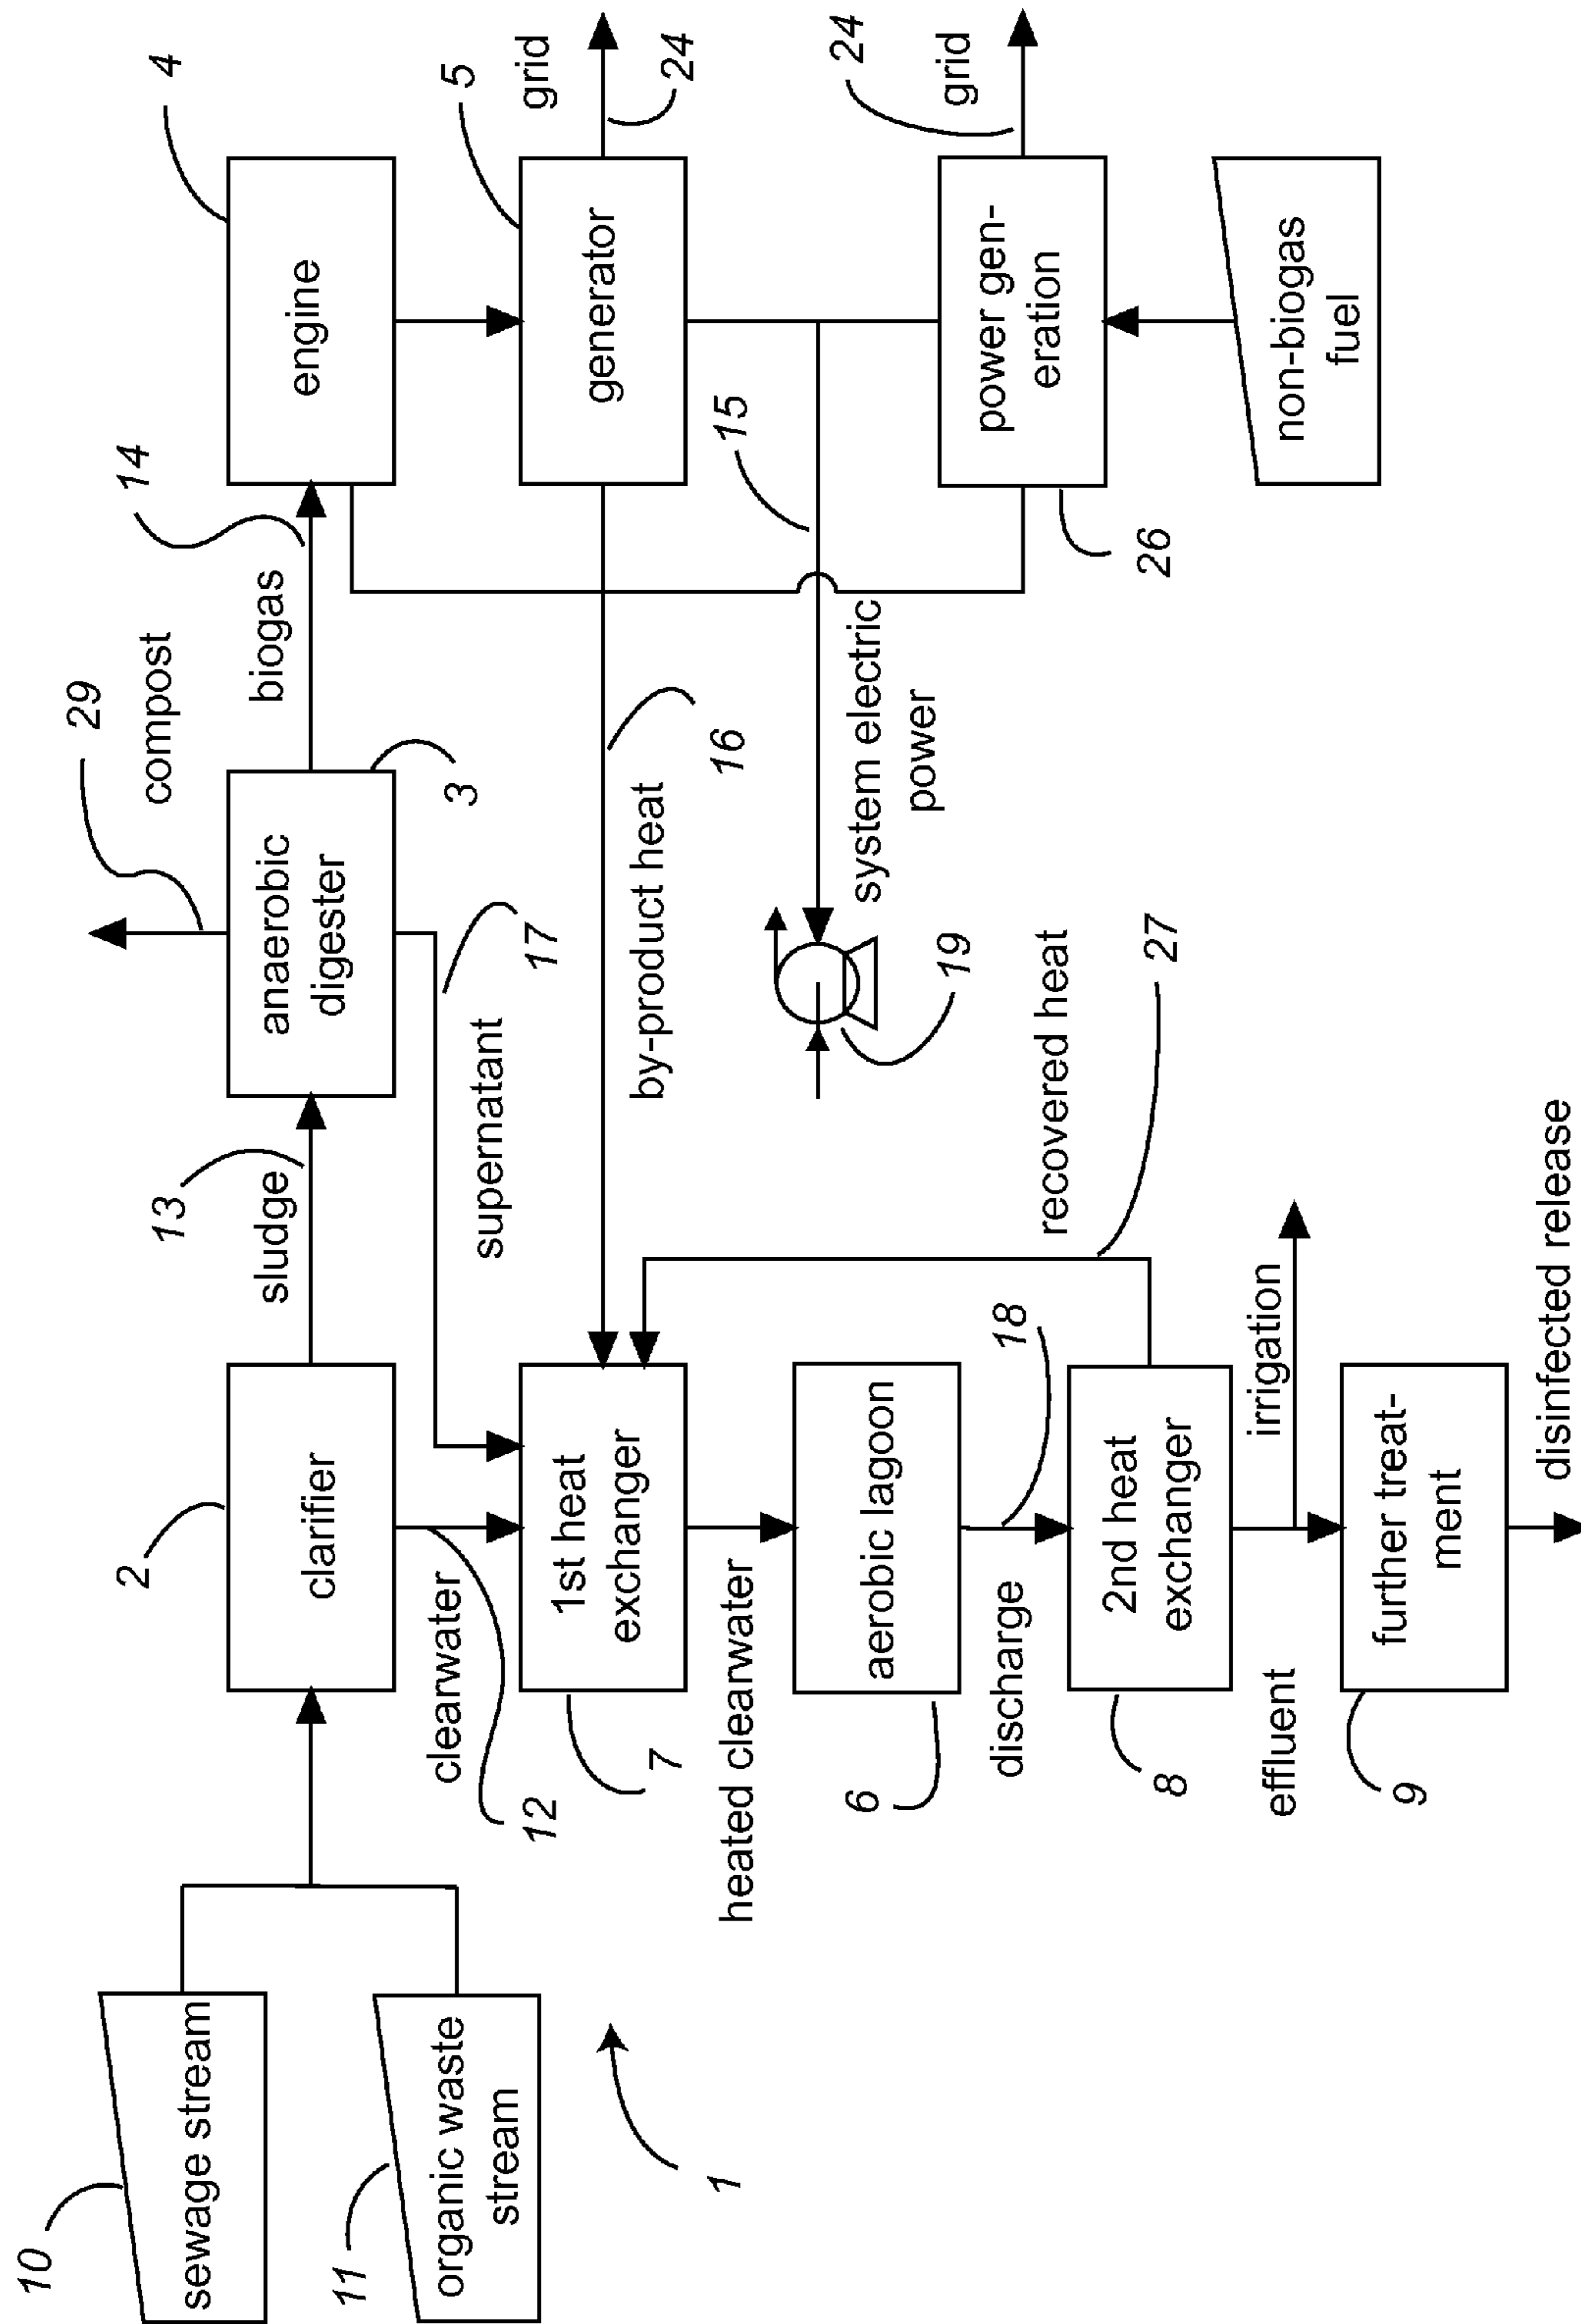 10
sewage stream
11
organic waste
stream
1
2
clarifier
clearwater
12
13
sludge
29
compost
anaerobic
digester
3
17
supernatant
14
biogas
4
engine
5
generator
grid
24
7
1st heat
exchanger
by-product heat
16
15
system electric
power
19
24
grid
power gen-
eration
26
non-biogas
fuel
heated clearwater
6
aerobic lagoon
discharge
18
recovered heat
27
8
2nd heat
exchanger
effluent
irrigation
9
further treat-
ment
disinfected release